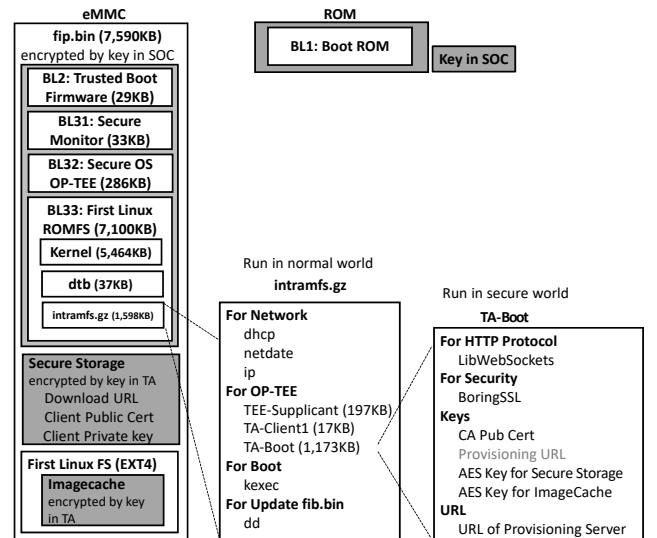 eMMC
fip.bin (7,590KB)
encrypted by key in SOC
BL2: Trusted Boot
Firmware (29KB)
BL31: Secure
Monitor (33KB)
BL32: Secure OS
OP-TEE (286KB)
BL33: First Linux
ROMFS (7,100KB)
Kernel (5,464KB)
dtb (37KB)
intramfs.gz (1,598KB)
Secure Storage
encrypted by key in TA
Download URL
Client Public Cert
Client Private key
First Linux FS (EXT4)
Imagecache
encrypted by key
in TA
ROM
BL1: Boot ROM
Key in SOC
Run in normal world
intramfs.gz
For Network
dhcp
netdate
ip
For OP-TEE
TEE-Supplicant (197KB)
TA-Client1 (17KB)
TA-Boot (1,173KB)
For Boot
kexec
For Update fib.bin
dd
Run in secure world
TA-Boot
For HTTP Protocol
LibWebSockets
For Security
BoringSSL
Keys
CA Pub Cert
Provisioning URL
AES Key for Secure Storage
AES Key for ImageCache
URL
URL of Provisioning Server